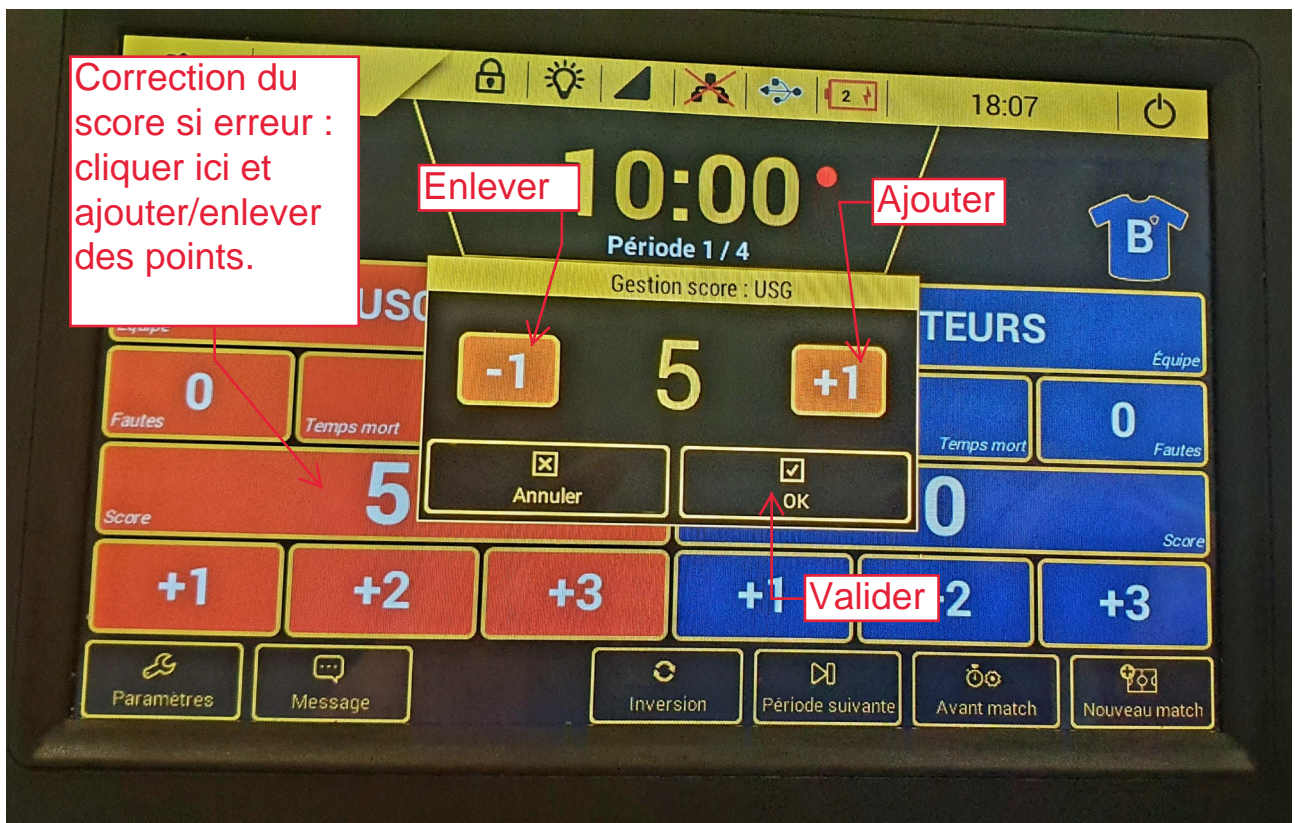 Correction du
score si erreur :
cliquer ici et
ajouter/enlever
des points.
2
18:07
Enlever
10:00
Ajouter
B
Période 1 / 4
Gestion score : USG
Équipe
Équipe
-1
5
+1
0
Fautes
Temps mort
Temps mort
0
Fautes
Annuler
OK
Score
5
0
Score
+1
+2
+3
+1
Valider
+3
Paramètres
Message
Inversion
Période suivante
Avant match
Nouveau match